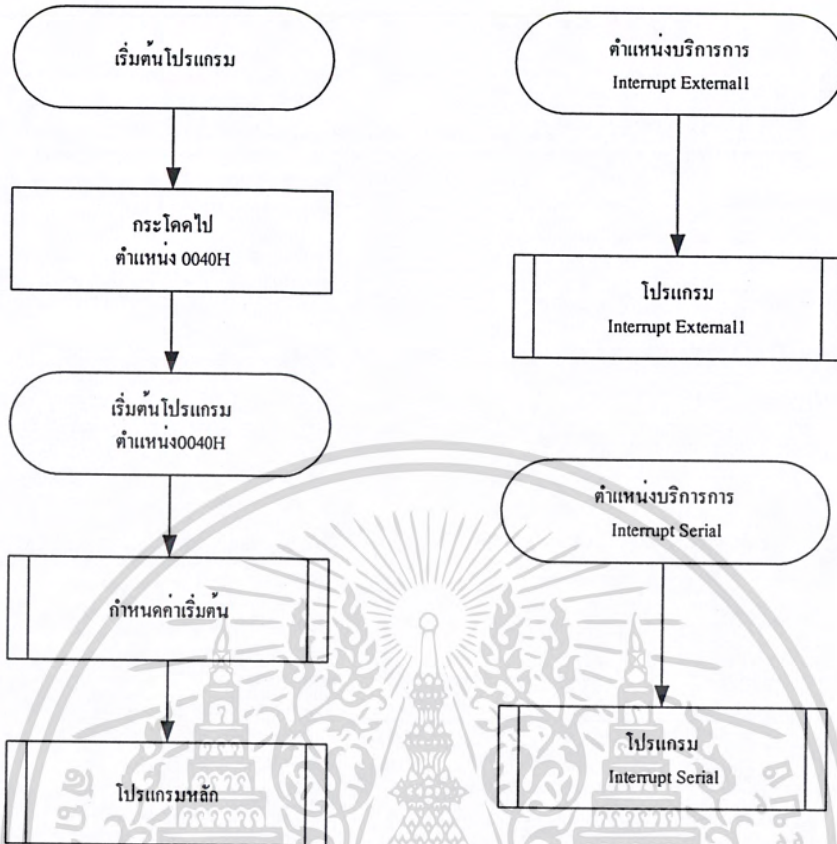 เริ่มต้นโปรแกรม
กระโดดไป
ตำแหน่ง 0040H
เริ่มต้นโปรแกรม
ตำแหน่ง0040H
กำหนดค่าเริ่มต้น
โปรแกรมหลัก
ตำแหน่งบริการการ
Interrupt External1
โปรแกรม
Interrupt External1
ตำแหน่งบริการการ
Interrupt Serial
โปรแกรม
Interrupt Serial